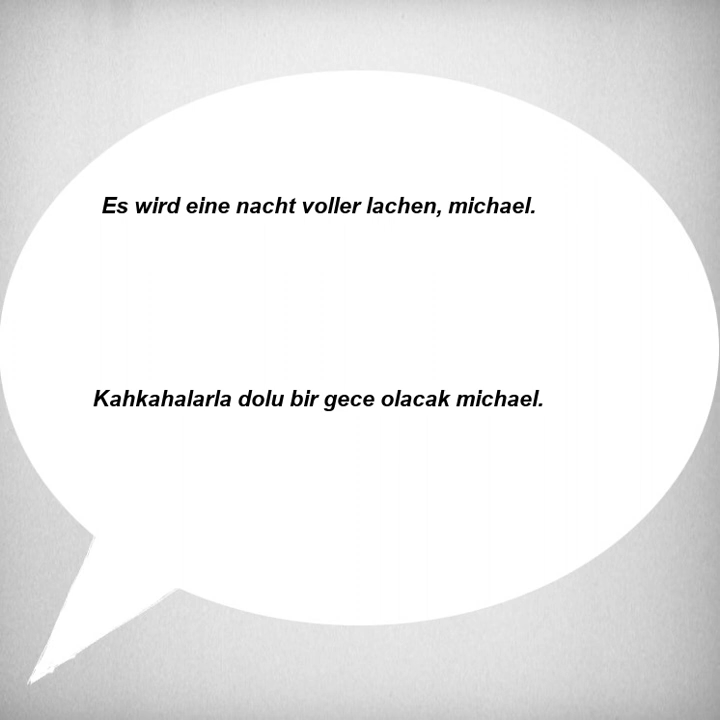 Es wird eine nacht voller lachen, michael.
Kahkahalarla dolu bir gece olacak michael.